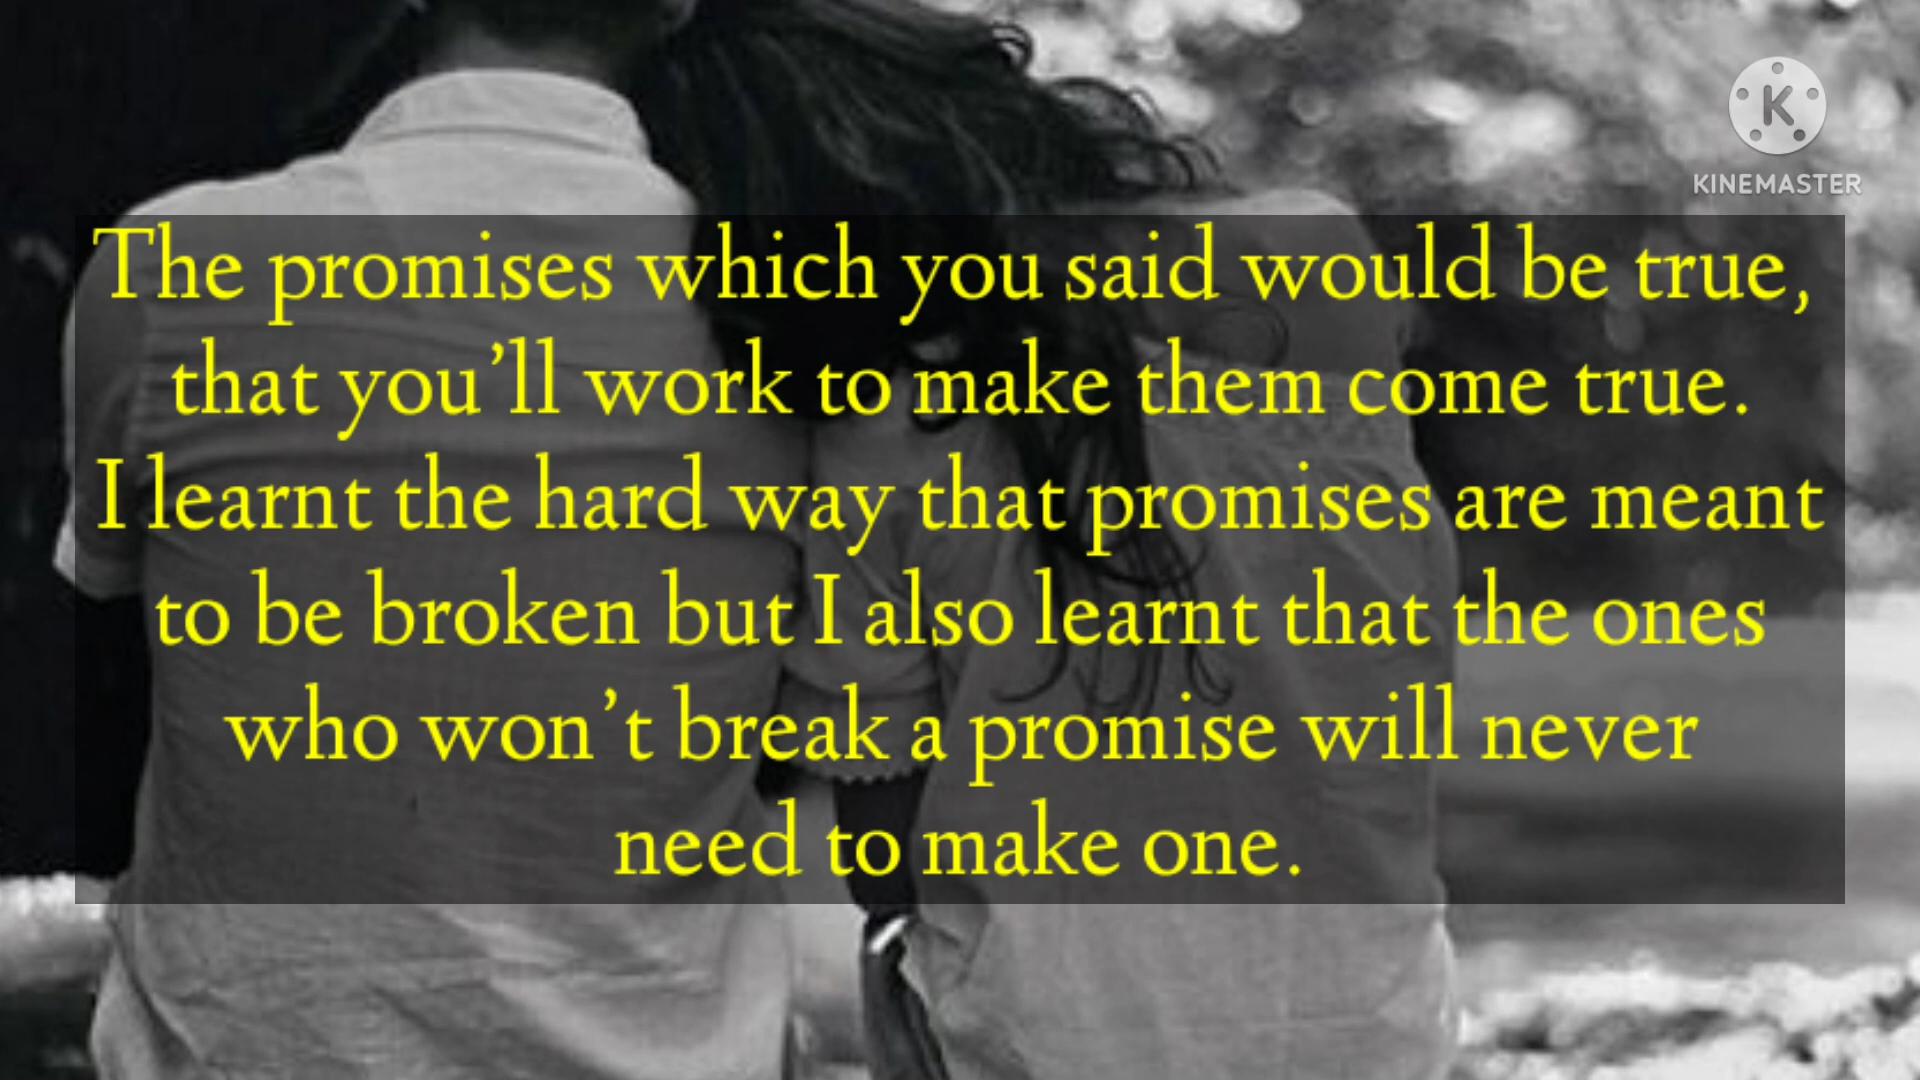 K
KINEMASTER
The promises which you said would be true,
that you’ll work to make them come true.
I learnt the hard way that promises are meant
to be broken but I also learnt that the ones
who won’t break a promise will never
need to make one.